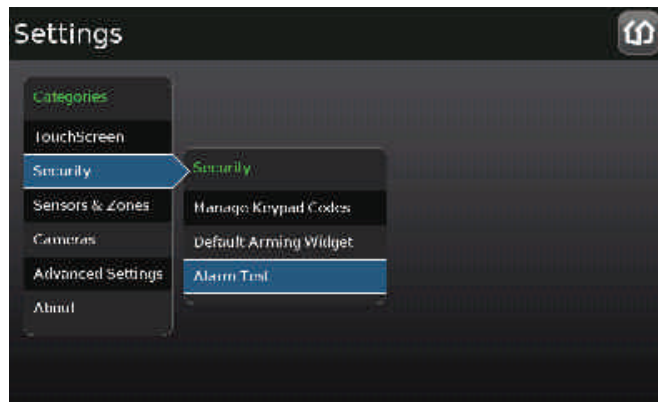 Settings
Categories
TouchScreen
Security
Sensors & Zones
Cameras
Advanced Settings
About
Security
Manage Keypad Codes
Default Arming Widget
Alarm Test